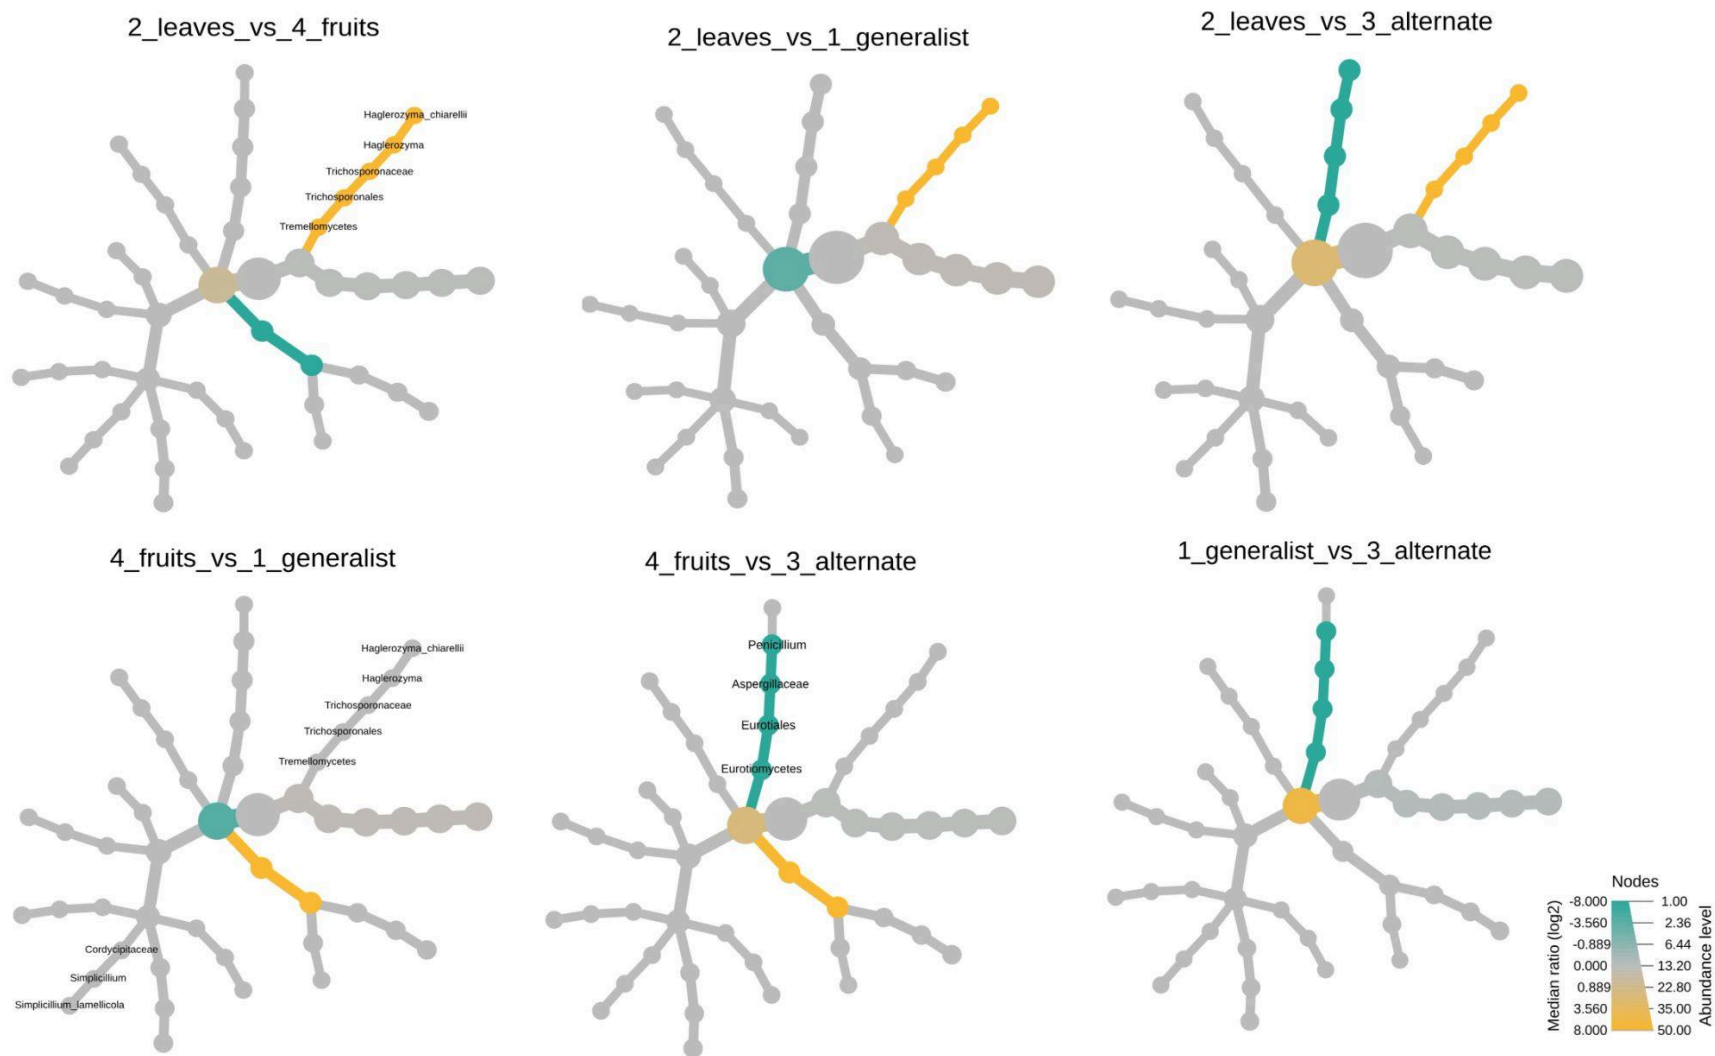 2_leaves_vs_4_fruits
2_leaves_vs_1_generalist
2_leaves_vs_3_alternate
Haglerozyma_chiarellii
Haglerozyma
Trichosporonaceae
Trichosporonales
Tremellomycetes
4_fruits_vs_1_generalist
4_fruits_vs_3_alternate
1_generalist_vs_3_alternate
Haglerozyma_chiarellii
Haglerozyma
Trichosporonaceae
Trichosporonales
Tremellomycetes
Cordycipitaceae
Simplicillium
Simplicillium_lamellicola
Penicillium
Aspergillaceae
Eurotiales
Eurotiomycetes
Nodes
Median ratio (log2)
-8.000 1.00
-3.560 2.36
-0.889 6.44
0.000 13.20
0.889 22.80
3.560 35.00
8.000 50.00
Abundance level